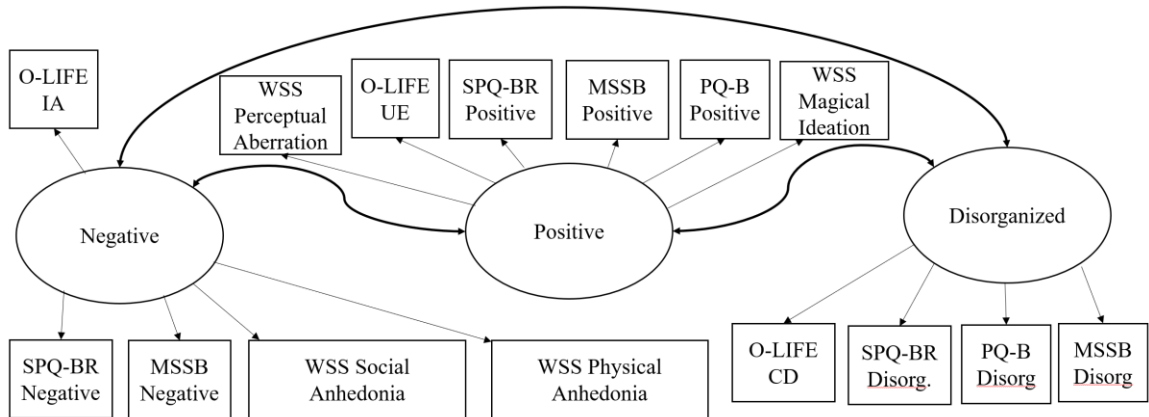 O-LIFE
IA
WSS
Perceptual
Aberration
O-LIFE
UE
SPQ-BR
Positive
MSSB
Positive
PQ-B
Positive
WSS
Magical
Ideation
Negative
Positive
Disorganized
SPQ-BR
Negative
MSSB
Negative
WSS Social
Anhedonia
WSS Physical
Anhedonia
O-LIFE
CD
SPQ-BR
Disorg.
PQ-B
Disorg
MSSB
Disorg